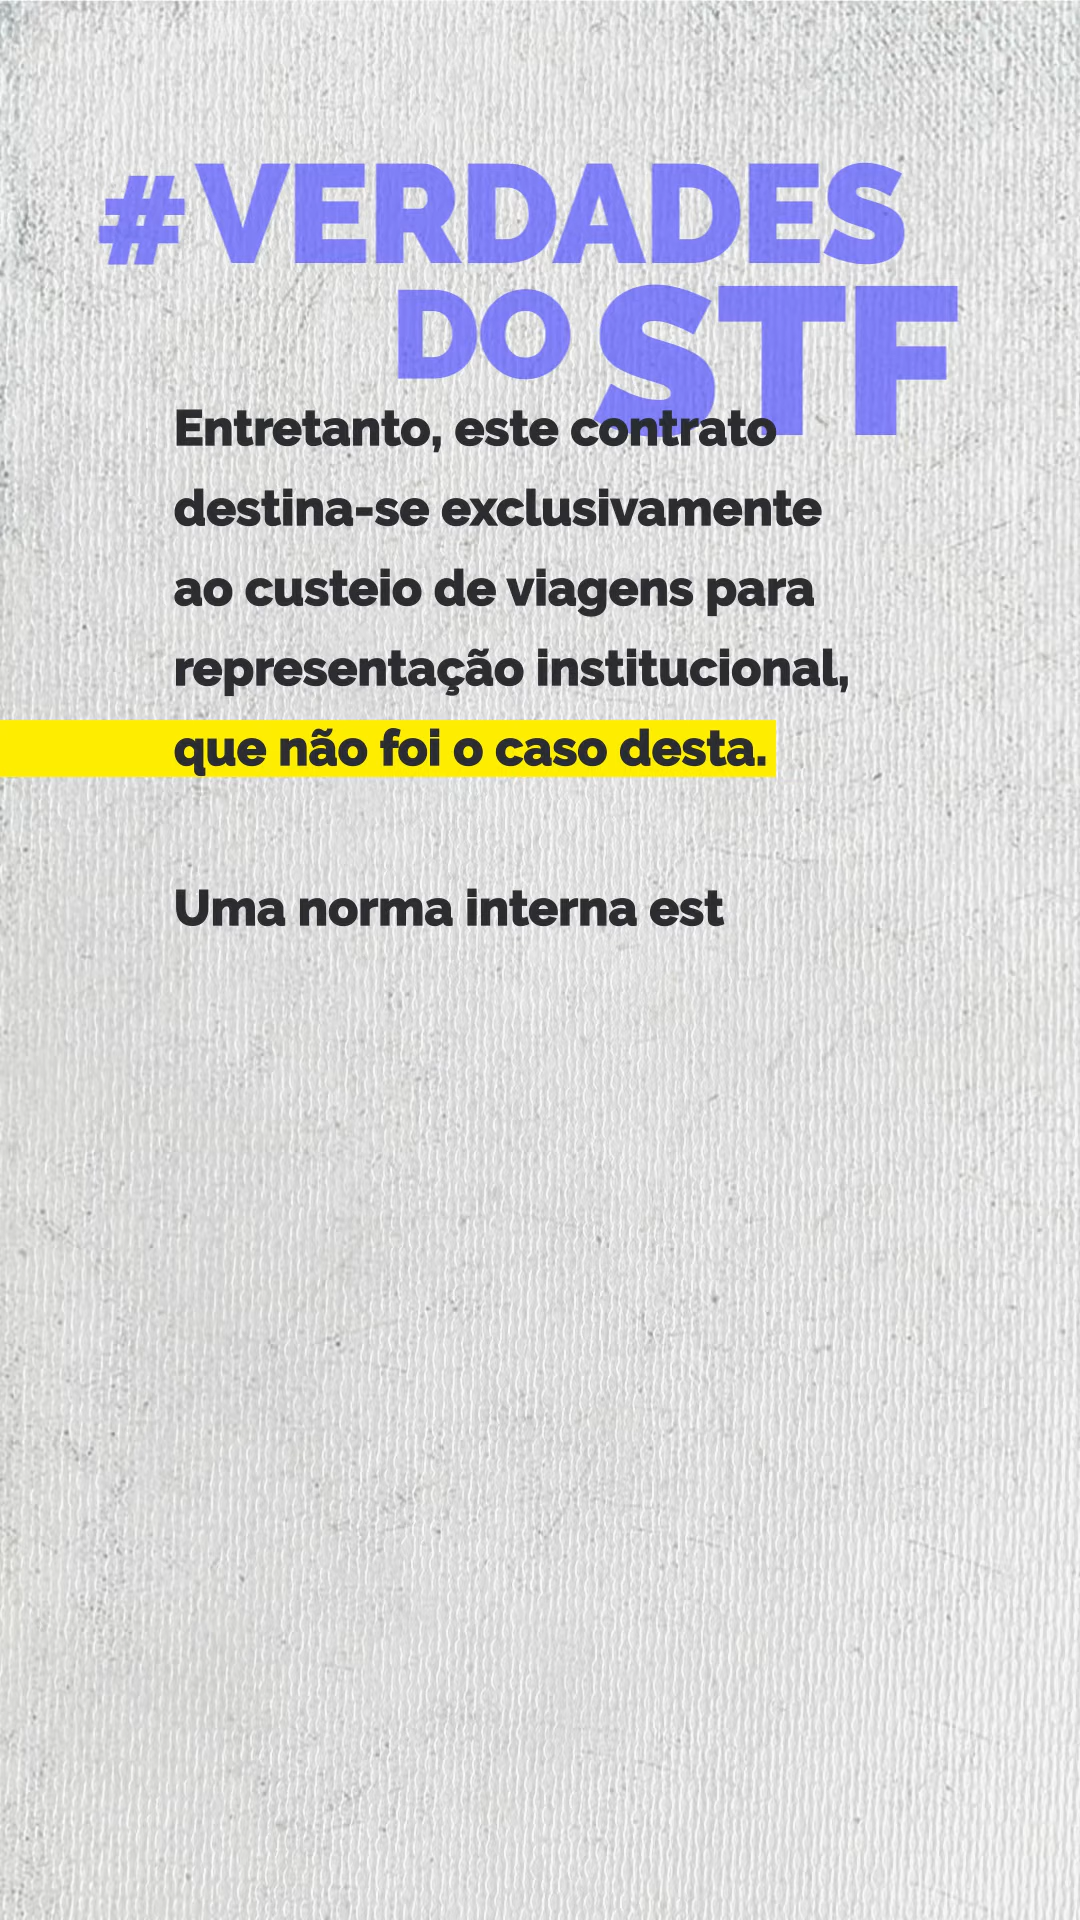 #VERDADES
DO STF
Entretanto, este contrato
destina-se exclusivamente
ao custeio de viagens para
representação institucional,
que não foi o caso desta.
Uma norma interna est